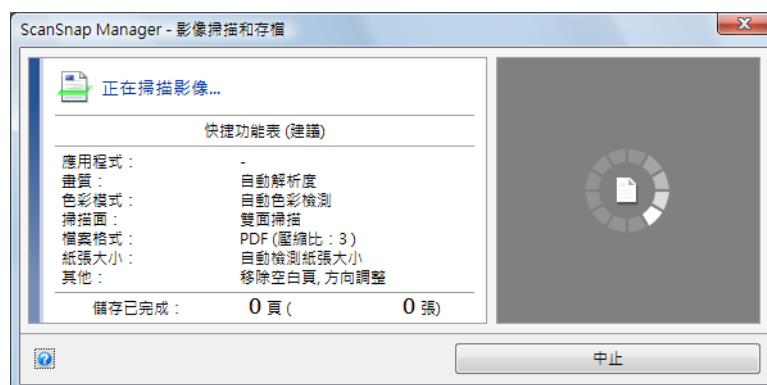 ScanSnap Manager - 影像掃描和存檔
正在掃描影像...
快捷功能表 (建議)
應用程式： -
畫質： 自動解析度
色彩模式： 自動色彩檢測
掃描面： 雙面掃描
檔案格式： PDF (壓縮比：3)
紙張大小： 自動檢測紙張大小
其他： 移除空白頁, 方向調整
儲存已完成： 0 頁 ( 0 張)
中止